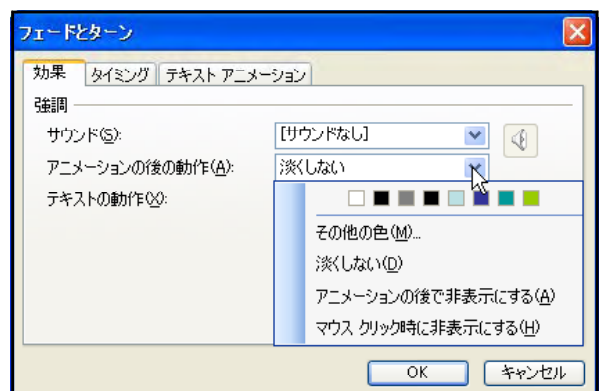 フェードとターン
効果 タイミング テキスト アニメーション
強調
サウンド(S): [サウンドなし]
アニメーションの後の動作(A): 淡くしない
テキストの動作(X):
その他の色(M)...
淡くしない(D)
アニメーションの後で非表示にする(A)
マウス クリック時に非表示にする(H)
OK キャンセル